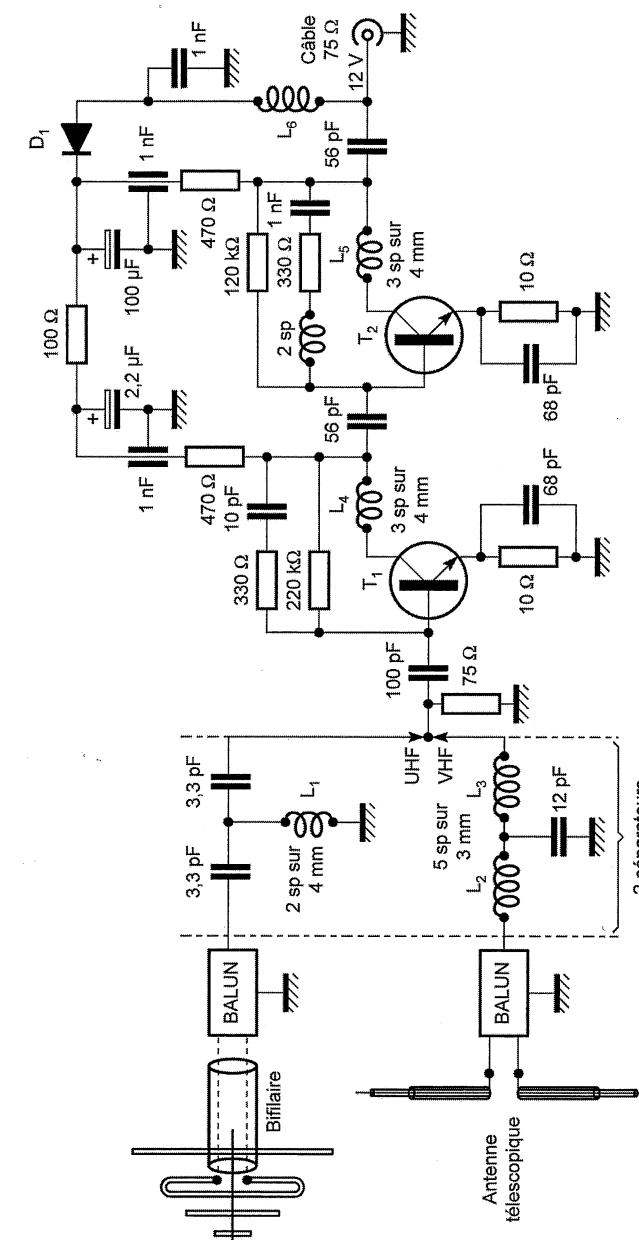 Antenne
télescopique
Bifilaire
BALUN
BALUN
3,3 pF
3,3 pF
2 sp sur
4 mm
L1
UHF
VHF
5 sp sur
3 mm
L2
L3
12 pF
100 pF
75 Ω
330 Ω
10 pF
220 kΩ
470 Ω
1 nF
2,2 µF
+
100 Ω
T1
L4
3 sp sur
4 mm
10 Ω
68 pF
56 pF
2 sp
330 Ω
1 nF
120 kΩ
470 Ω
1 nF
100 µF
+
D1
T2
L5
3 sp sur
4 mm
68 pF
10 Ω
56 pF
L6
1 nF
12 V
Câble
75 Ω